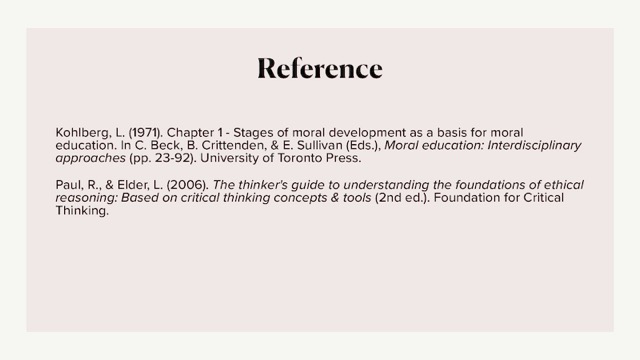 Reference
Kohlberg, L. (1971). Chapter 1 - Stages of moral development as a basis for moral
education. In C. Beck, B. Crittenden, & E. Sullivan (Eds.), Moral education: Interdisciplinary
approaches (pp. 23-92). University of Toronto Press.
Paul, R., & Elder, L. (2006). The thinker's guide to understanding the foundations of ethical
reasoning: Based on critical thinking concepts & tools (2nd ed.). Foundation for Critical
Thinking.